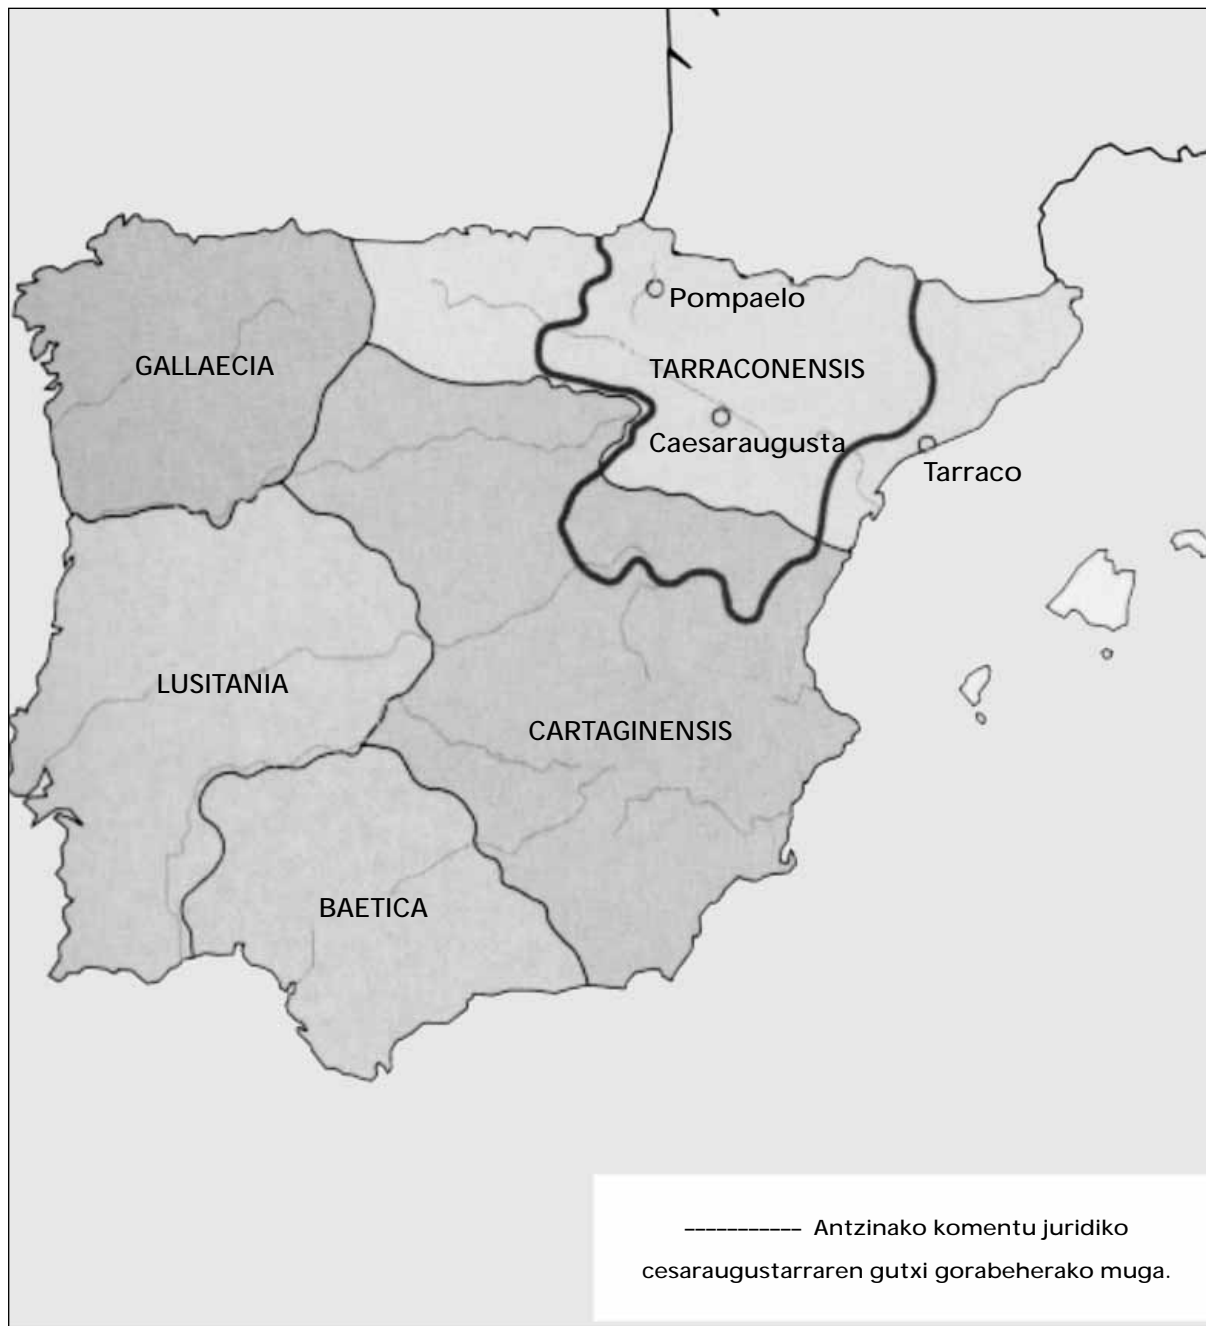 Pompaelo
GALLAECIA
TARRACONENSIS
Caesaraugusta
Tarraco
LUSITANIA
CARTAGINENSIS
BAETICA
----------- Antzinako komentu juridiko
cesaraugustarraren gutxi gorabeherako muga.